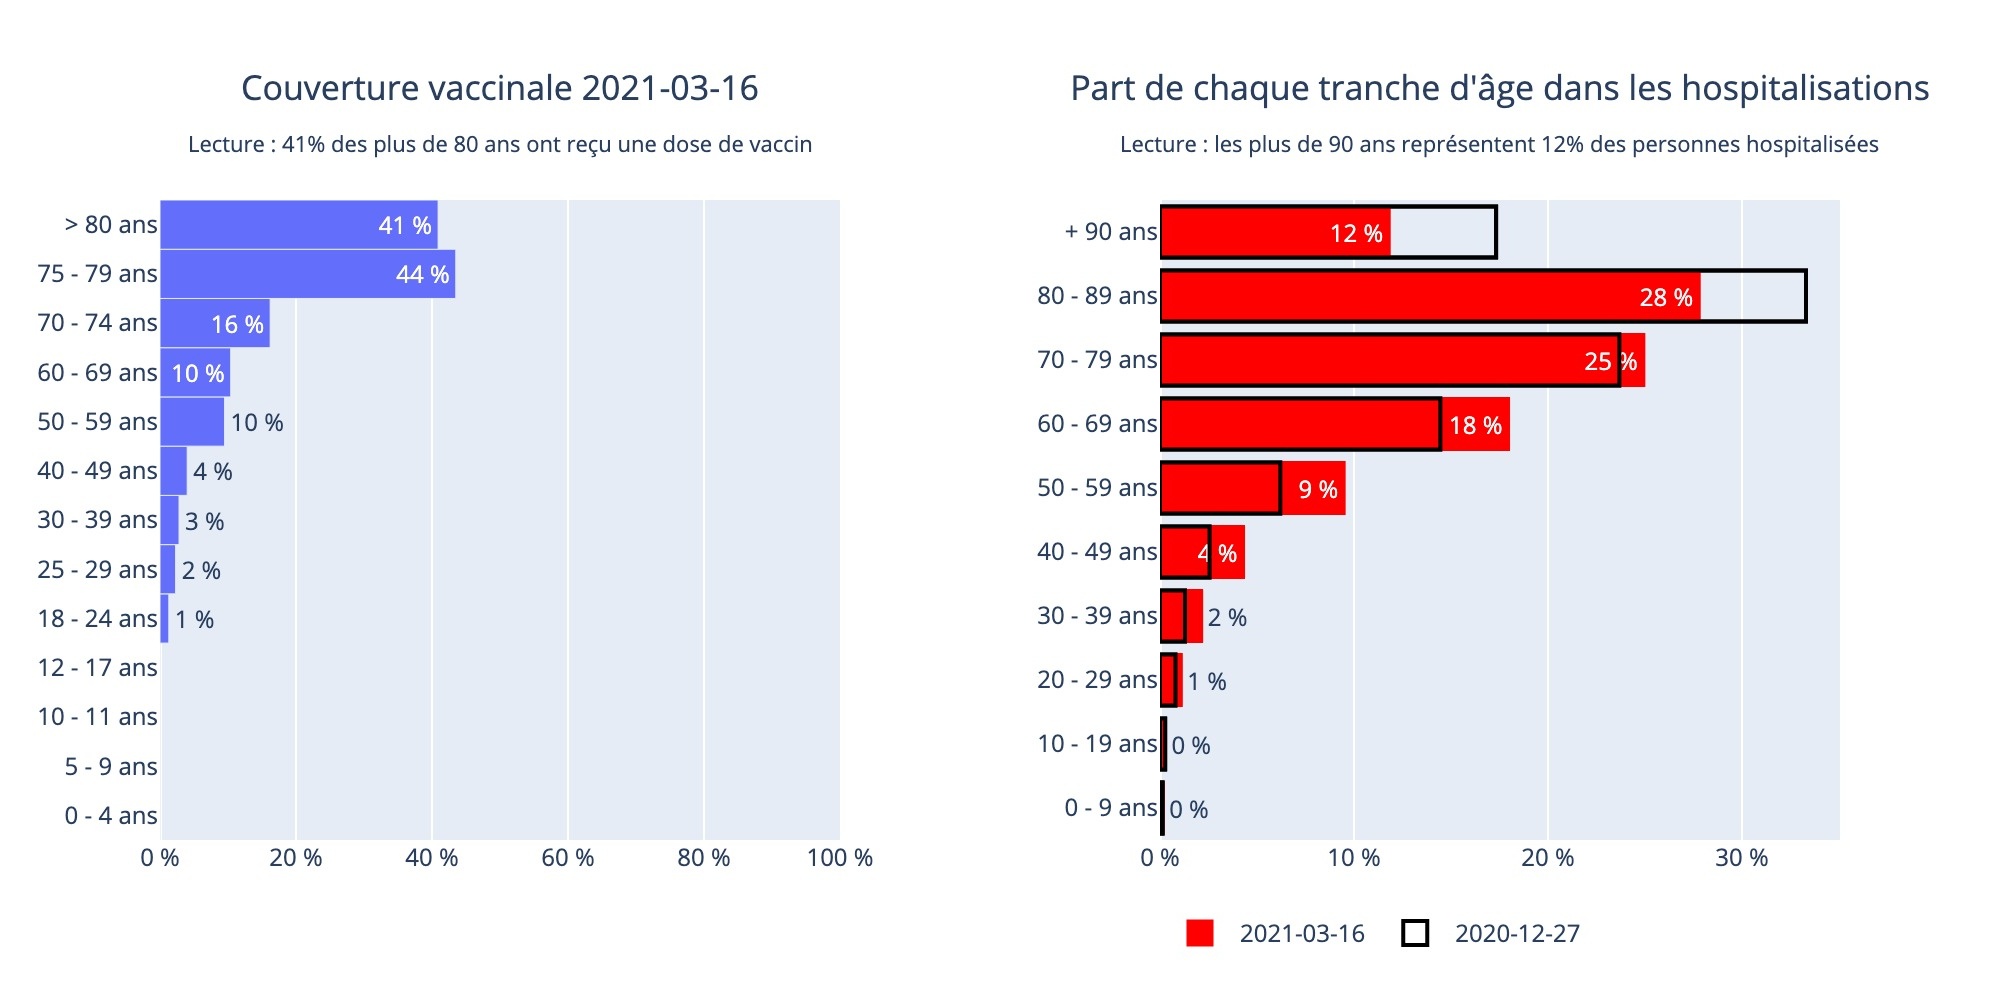 Couverture vaccinale 2021-03-16
Lecture : 41% des plus de 80 ans ont reçu une dose de vaccin
> 80 ans 41 %
75 - 79 ans 44 %
70 - 74 ans 16 %
60 - 69 ans 10 %
50 - 59 ans 10 %
40 - 49 ans 4 %
30 - 39 ans 3 %
25 - 29 ans 2 %
18 - 24 ans 1 %
12 - 17 ans
10 - 11 ans
5 - 9 ans
0 - 4 ans
0 % 20 % 40 % 60 % 80 % 100 %
Part de chaque tranche d'âge dans les hospitalisations
Lecture : les plus de 90 ans représentent 12% des personnes hospitalisées
+ 90 ans 12 %
80 - 89 ans 28 %
70 - 79 ans 25 %
60 - 69 ans 18 %
50 - 59 ans 9 %
40 - 49 ans 4 %
30 - 39 ans 2 %
20 - 29 ans 1 %
10 - 19 ans 0 %
0 - 9 ans 0 %
0 % 10 % 20 % 30 %
2021-03-16 2020-12-27